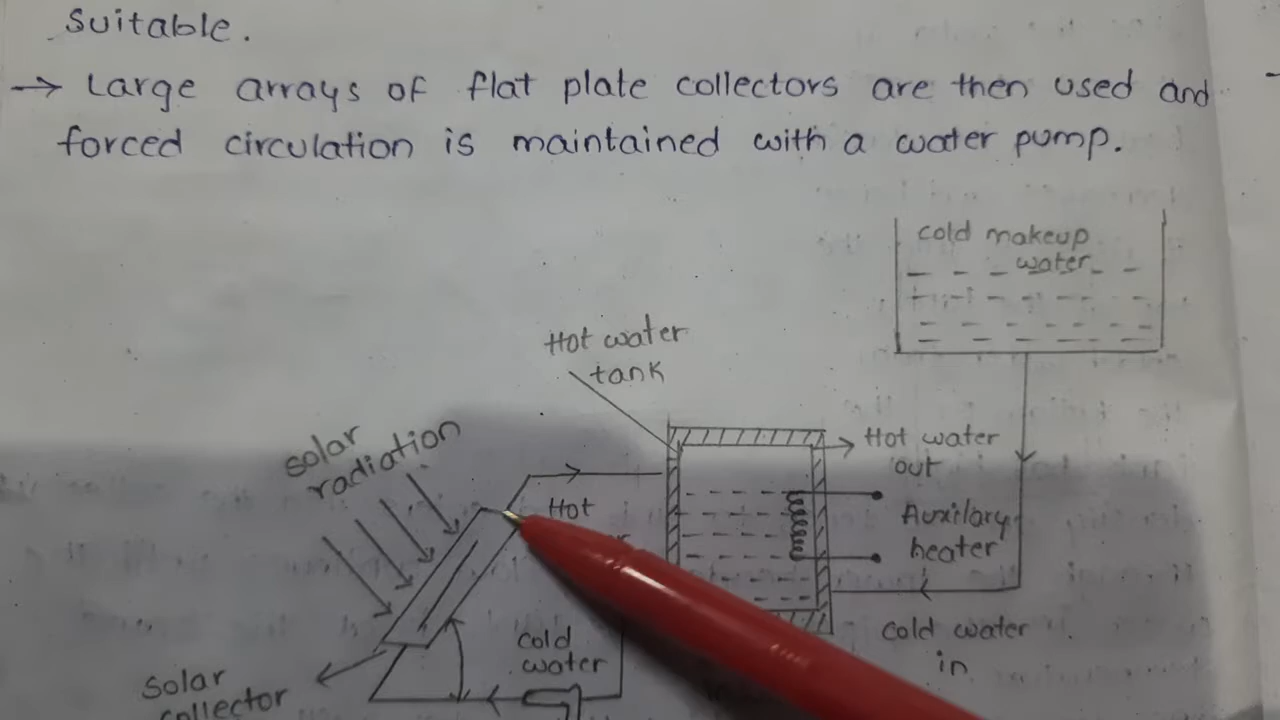 suitable.
→ Large arrays of flat plate collectors are then used and
forced circulation is maintained with a water pump.
cold makeup
water
Hot water
tank
solar
radiation
Hot water
out
Hot
Auxilary
heater
cold water
in
cold
water
solar
collector